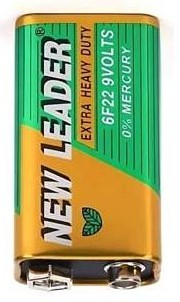 NEW LEADER®
EXTRA HEAVY DUTY
6F22 9VOLTS
0% MERCURY